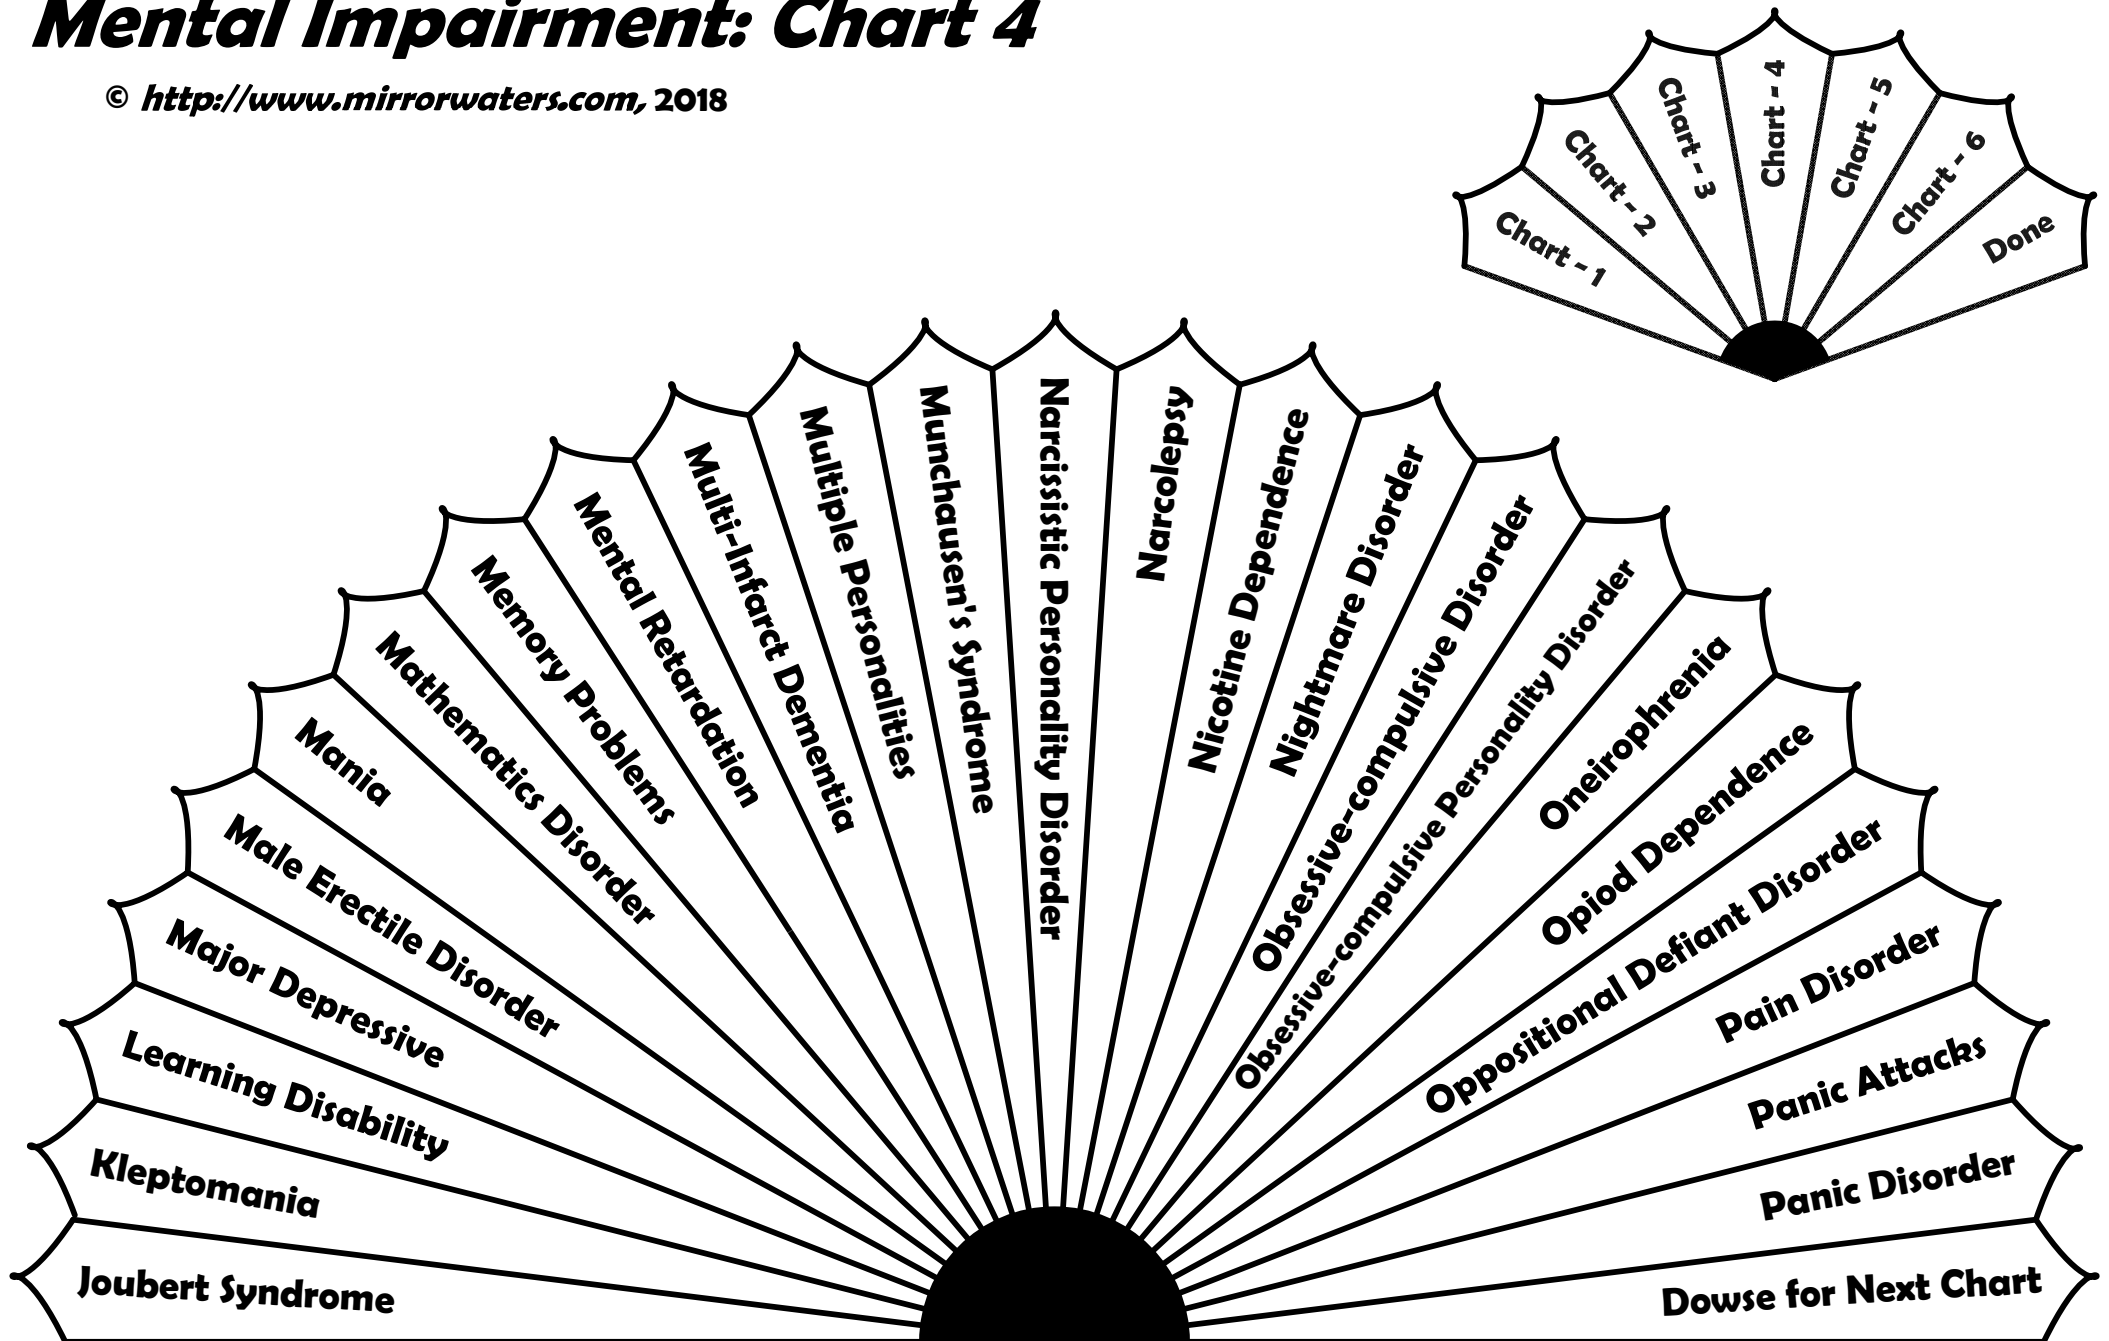 Mental Impairment: Chart 4
© http://www.mirrorwaters.com, 2018
Chart - 1
Chart - 2
Chart - 3
Chart - 4
Chart - 5
Chart - 6
Done
Joubert Syndrome
Kleptomania
Learning Disability
Major Depressive
Male Erectile Disorder
Mania
Mathematics Disorder
Memory Problems
Mental Retardation
Multi-Infarct Dementia
Multiple Personalities
Munchausen's Syndrome
Narcissistic Personality Disorder
Narcolepsy
Nicotine Dependence
Nightmare Disorder
Obsessive-compulsive Disorder
Obsessive-compulsive Personality Disorder
Oneirophrenia
Opiod Dependence
Oppositional Defiant Disorder
Pain Disorder
Panic Attacks
Panic Disorder
Dowse for Next Chart